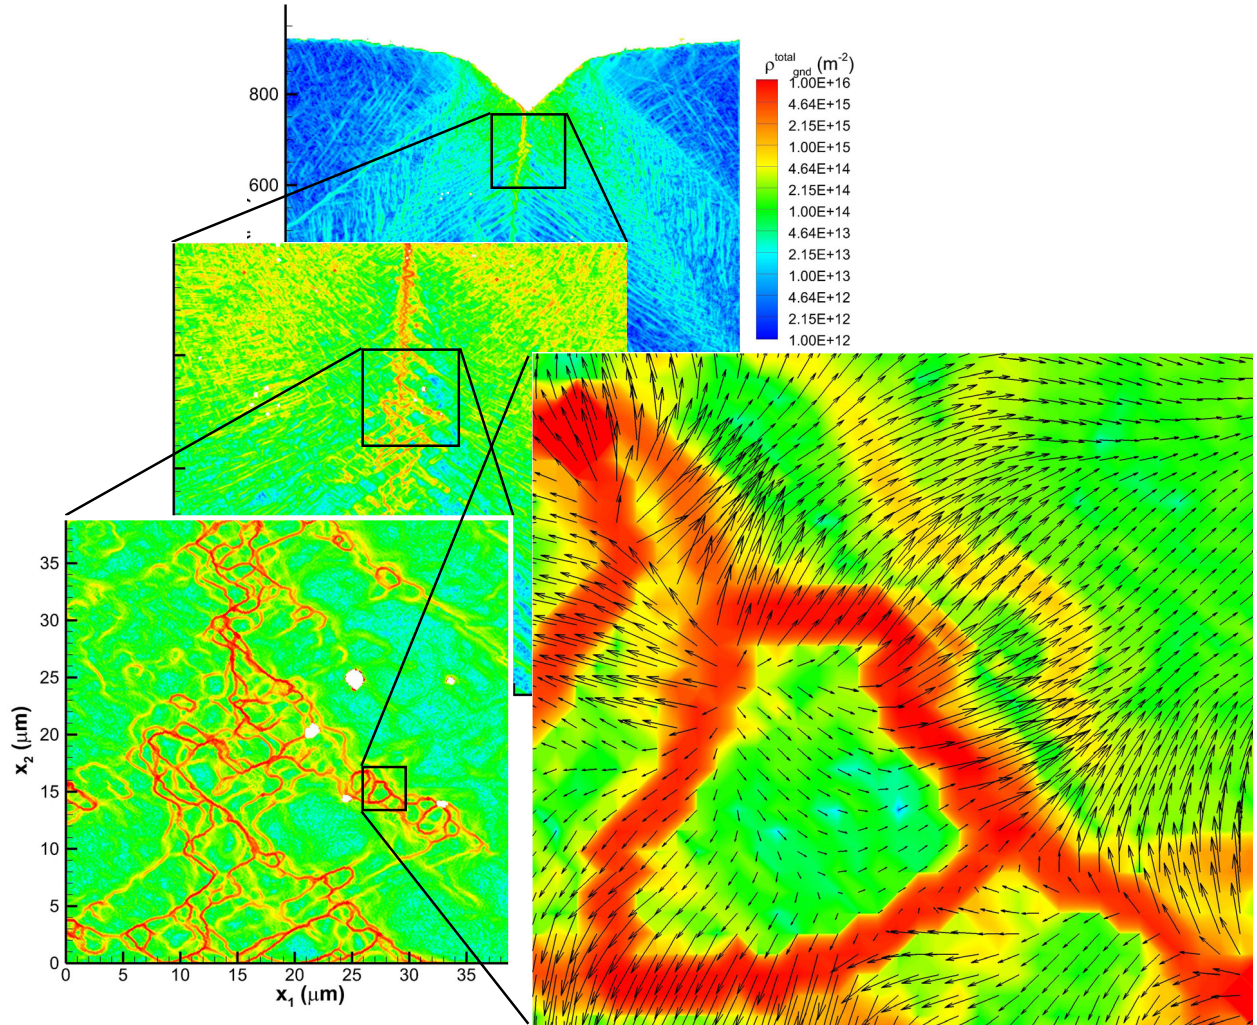 ρ^total_gnd (m⁻²)
1.00E+16
4.64E+15
2.15E+15
1.00E+15
4.64E+14
2.15E+14
1.00E+14
4.64E+13
2.15E+13
1.00E+13
4.64E+12
2.15E+12
1.00E+12
800
600
35
30
25
20
15
10
5
0
x₂ (μm)
0 5 10 15 20 25 30 35
x₁ (μm)